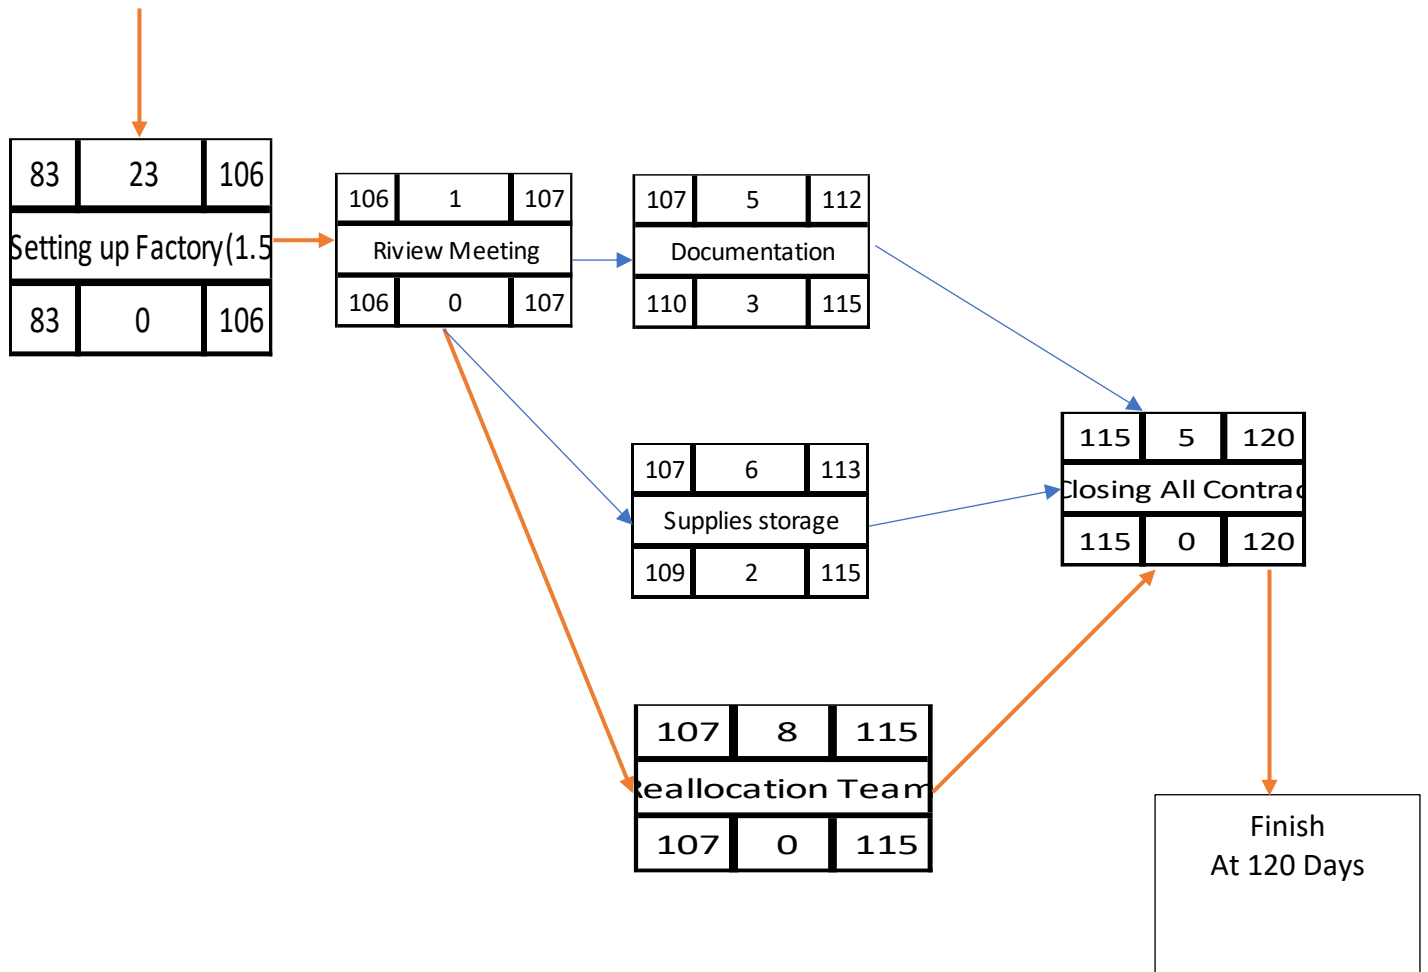 83 23 106
Setting up Factory(1.5
83 0 106
106 1 107
Riview Meeting
106 0 107
107 5 112
Documentation
110 3 115
107 6 113
Supplies storage
109 2 115
115 5 120
Closing All Contrac
115 0 120
107 8 115
Reallocation Team
107 0 115
Finish
At 120 Days